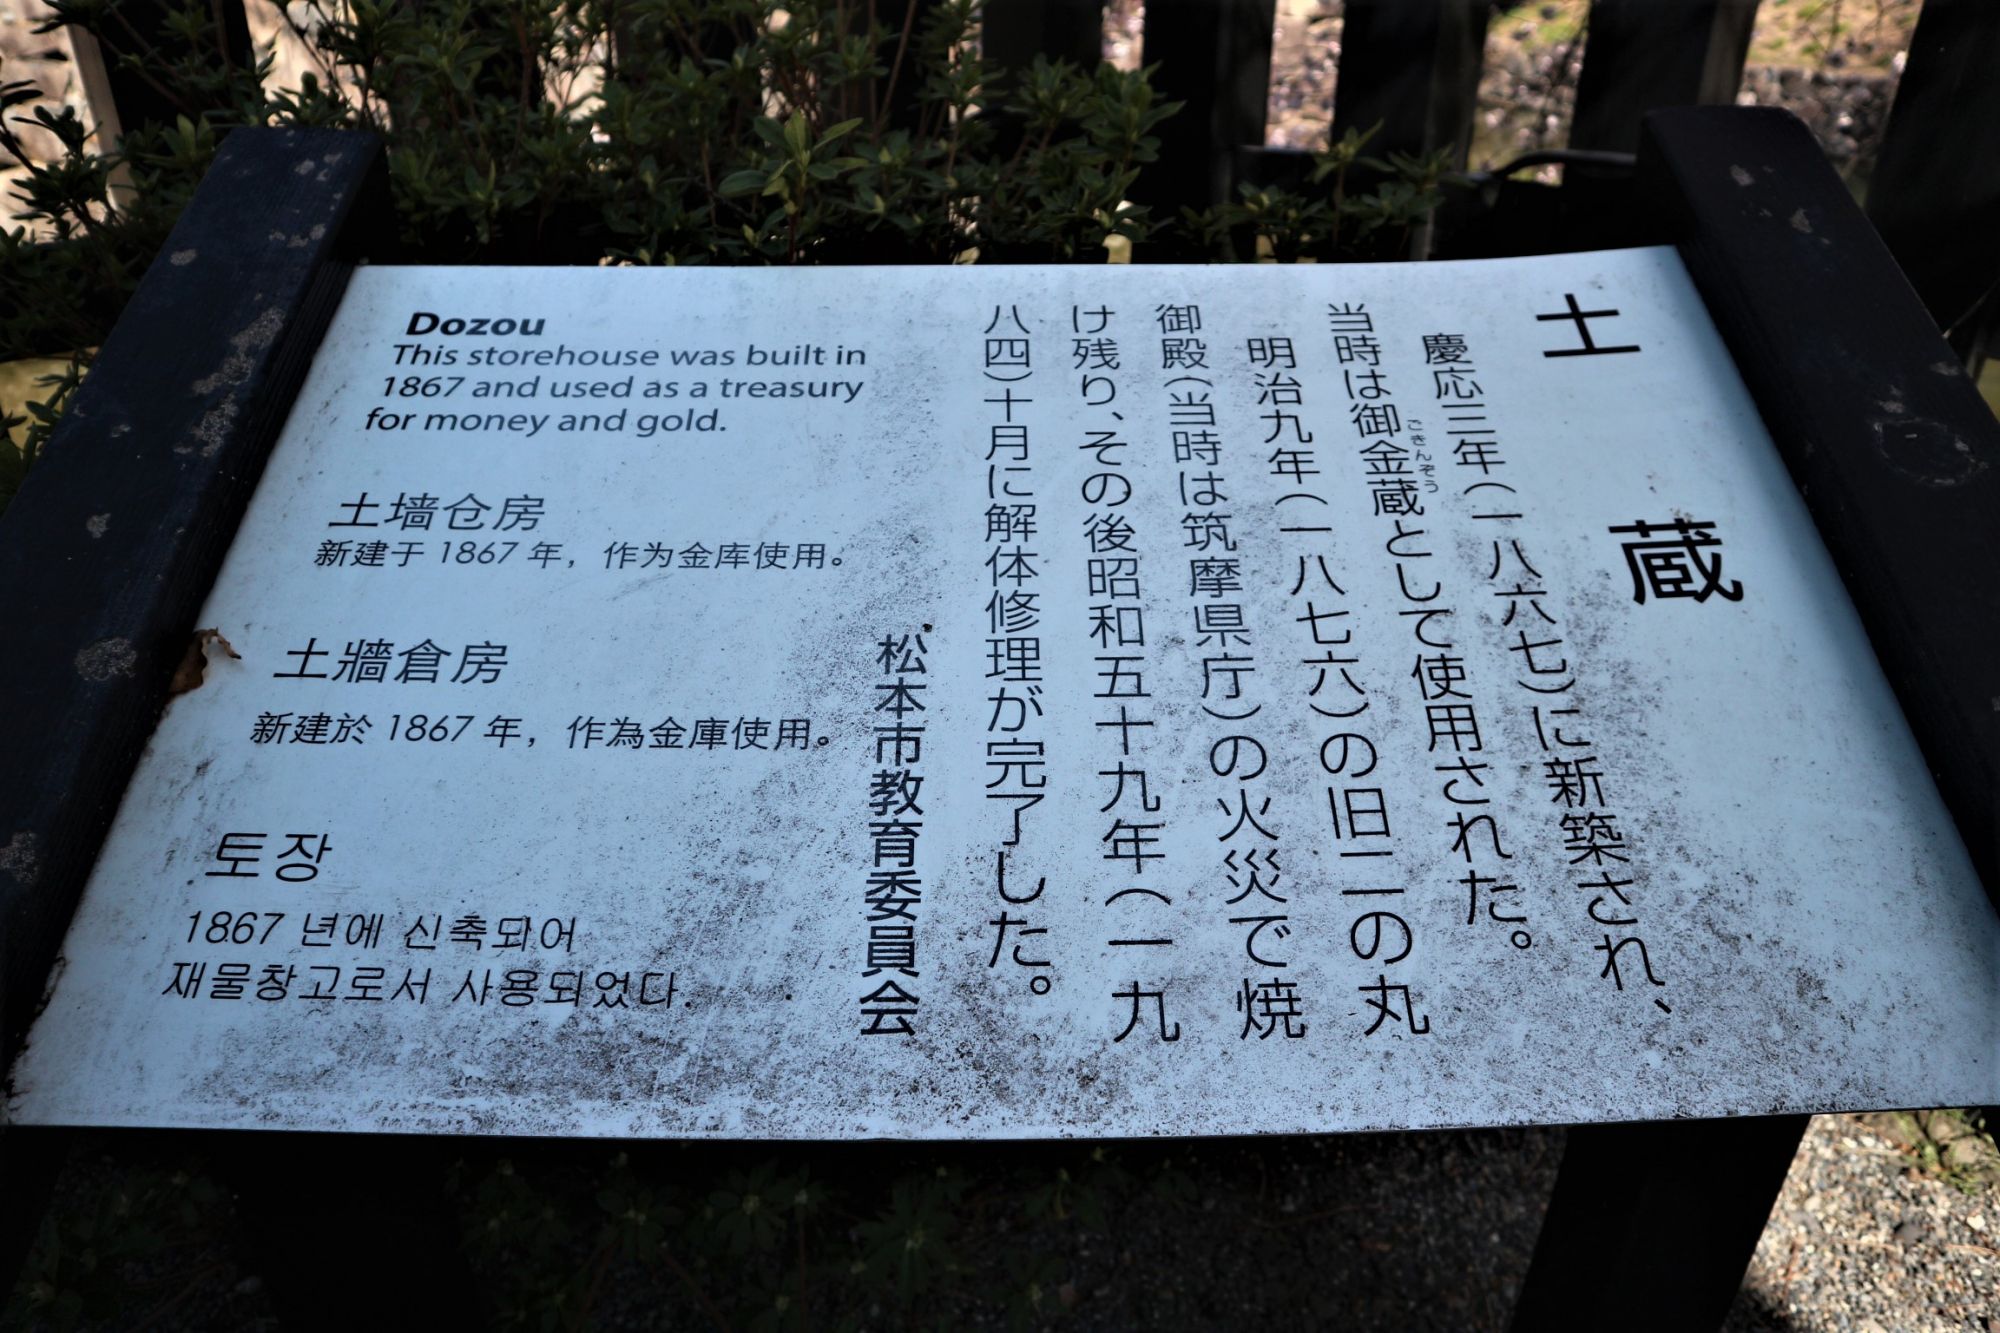 土蔵
慶応三年(一八六七)に新築され、
当時は御金蔵として使用された。
ごきんぞう
明治九年(一八七六)の旧二の丸
御殿(当時は筑摩県庁)の火災で焼
け残り、その後昭和五十九年(一九
八四)十月に解体修理が完了した。
松本市教育委員会
Dozou
This storehouse was built in
1867 and used as a treasury
for money and gold.
土墙仓房
新建于 1867 年，作为金库使用。
土牆倉房
新建於 1867 年，作為金庫使用。
토장
1867 년에 신축되어
재물창고로서 사용되었다.